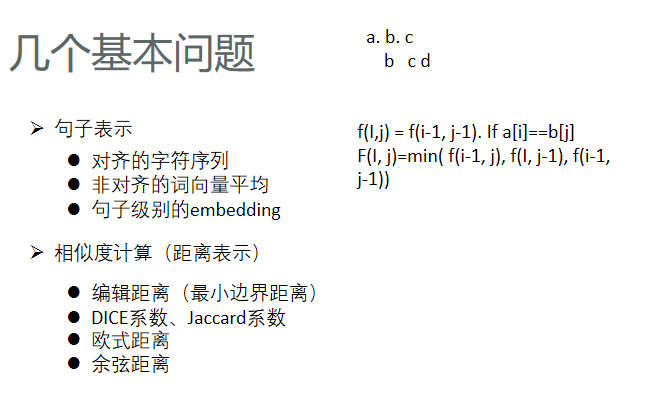 几个基本问题
a. b. c
b c d
句子表示
对齐的字符序列
非对齐的词向量平均
句子级别的embedding
相似度计算（距离表示）
编辑距离（最小边界距离）
DICE系数、Jaccard系数
欧式距离
余弦距离
f(I,j) = f(i-1, j-1). If a[i]==b[j]
F(I, j)=min( f(i-1, j), f(I, j-1), f(i-1,
j-1))